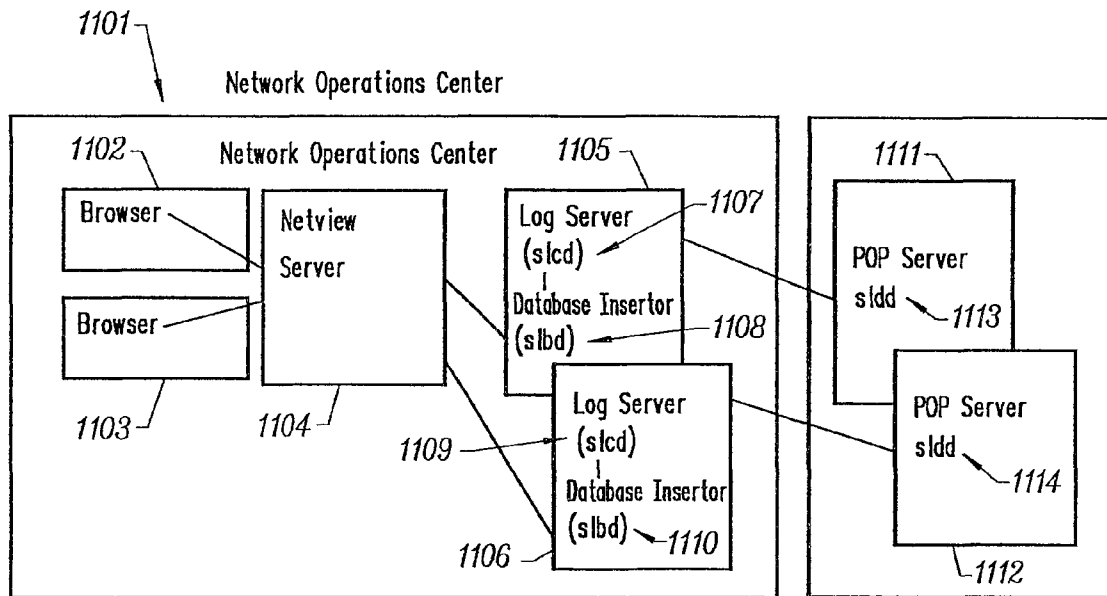 1101
Network Operations Center
Network Operations Center
1102
Browser
Browser
1103
Netview
Server
1104
1105
Log Server
(slcd)
1107
Database Insertor
(slbd)
1108
Log Server
1109
(slcd)
Database Insertor
(slbd)
1110
1106
1111
POP Server
sldd
1113
POP Server
sldd
1114
1112